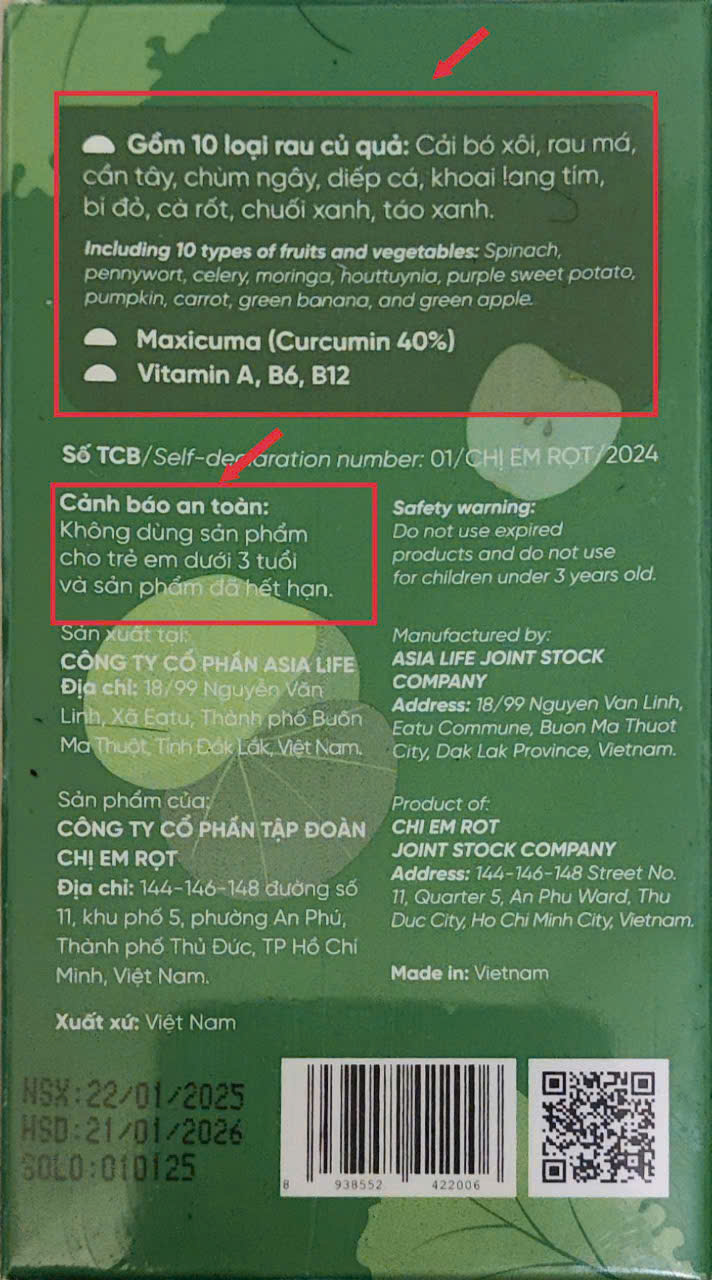 Gồm 10 loại rau củ quả: Cải bó xôi, rau má,
cần tây, chùm ngây, diếp cá, khoai lang tím,
bí đỏ, cà rốt, chuối xanh, táo xanh.
Including 10 types of fruits and vegetables: Spinach,
pennywort, celery, moringa, houttuynia, purple sweet potato,
pumpkin, carrot, green banana, and green apple.
Maxicuma (Curcumin 40%)
Vitamin A, B6, B12
Số TCB/Self-declaration number: 01/CHỊ EM RỌT/2024
Cảnh báo an toàn:
Không dùng sản phẩm
cho trẻ em dưới 3 tuổi
và sản phẩm đã hết hạn.
Safety warning:
Do not use expired
products and do not use
for children under 3 years old.
Sản xuất tại:
CÔNG TY CỔ PHẦN ASIA LIFE
Địa chỉ: 18/99 Nguyễn Văn
Linh, Xã Eatu, Thành phố Buôn
Ma Thuột, Tỉnh Đắk Lắk, Việt Nam.
Manufactured by:
ASIA LIFE JOINT STOCK
COMPANY
Address: 18/99 Nguyen Van Linh,
Eatu Commune, Buon Ma Thuot
City, Dak Lak Province, Vietnam.
Sản phẩm của:
CÔNG TY CỔ PHẦN TẬP ĐOÀN
CHỊ EM RỌT
Địa chỉ: 144-146-148 đường số
11, khu phố 5, phường An Phú,
Thành phố Thủ Đức, TP Hồ Chí
Minh, Việt Nam.
Product of:
CHI EM ROT
JOINT STOCK COMPANY
Address: 144-146-148 Street No.
11, Quarter 5, An Phu Ward, Thu
Duc City, Ho Chi Minh City, Vietnam.
Made in: Vietnam
Xuất xứ: Việt Nam
NSX:22/01/2025
HSD:21/01/2026
SOLO:010125
8 938552 422006